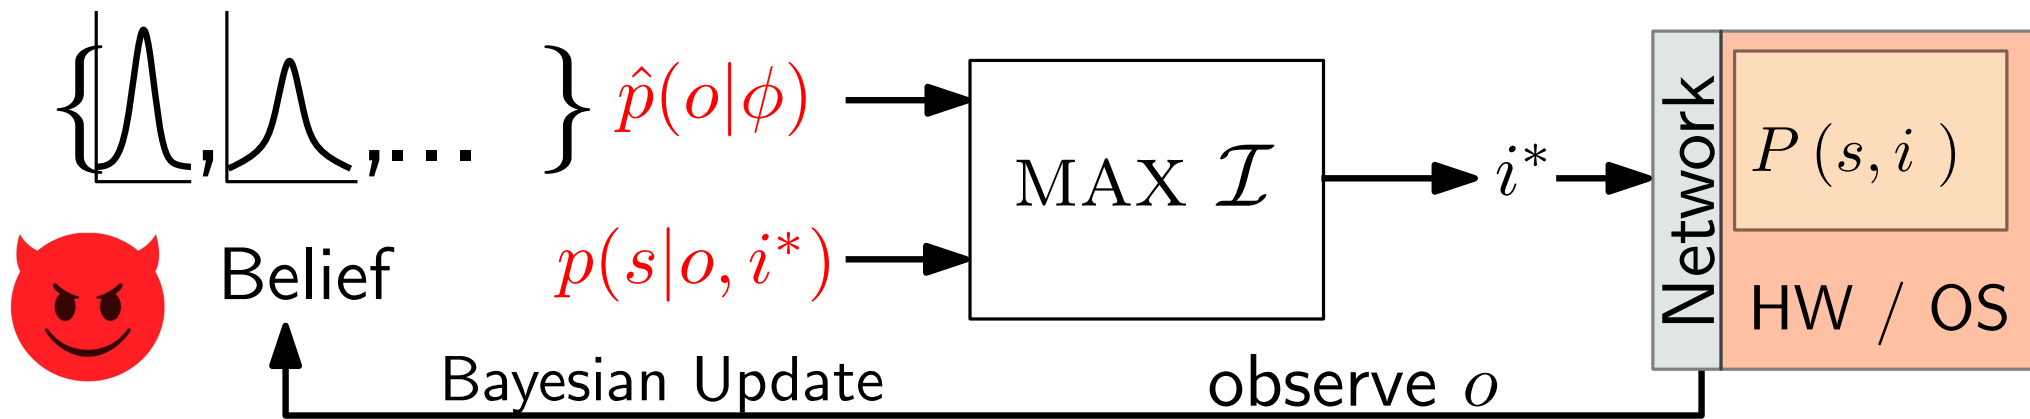 { , ,... } p̂(o|ϕ)
MAX ℐ
i*
Network
P(s, i )
Belief
p(s|o, i*)
HW / OS
Bayesian Update
observe o